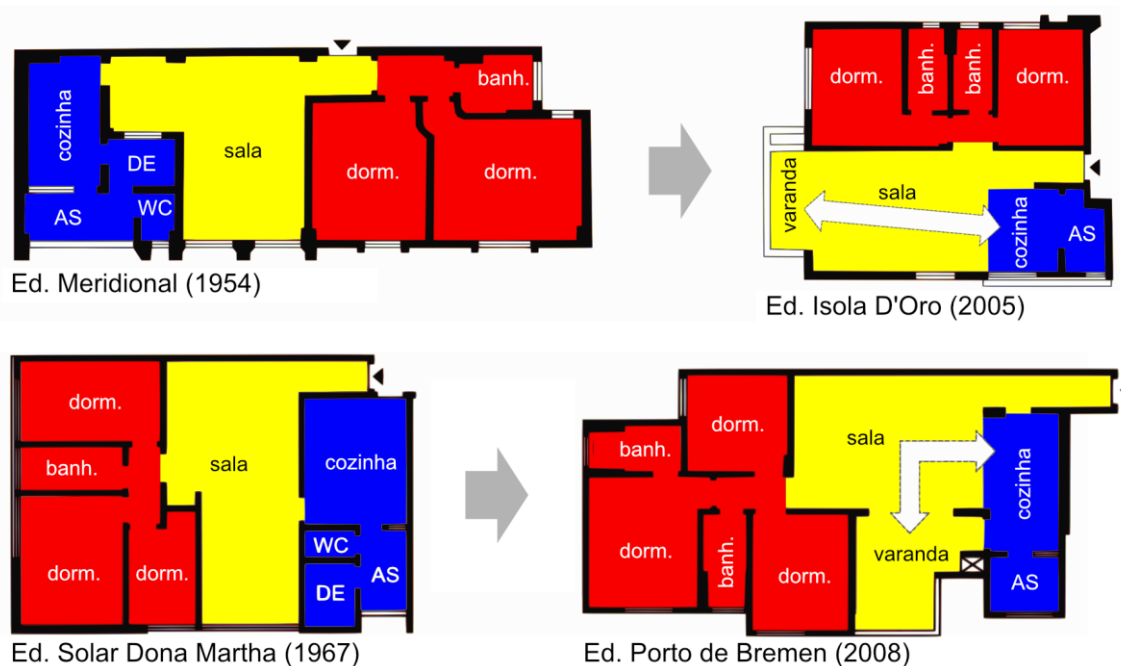 cozinha
DE
AS
WC
sala
dorm.
dorm.
banh.
Ed. Meridional (1954)
dorm.
banh.
banh.
dorm.
varanda
sala
cozinha
AS
Ed. Isola D'Oro (2005)
dorm.
banh.
dorm.
dorm.
sala
cozinha
WC
DE
AS
Ed. Solar Dona Martha (1967)
banh.
dorm.
dorm.
banh.
dorm.
sala
varanda
cozinha
AS
Ed. Porto de Bremen (2008)